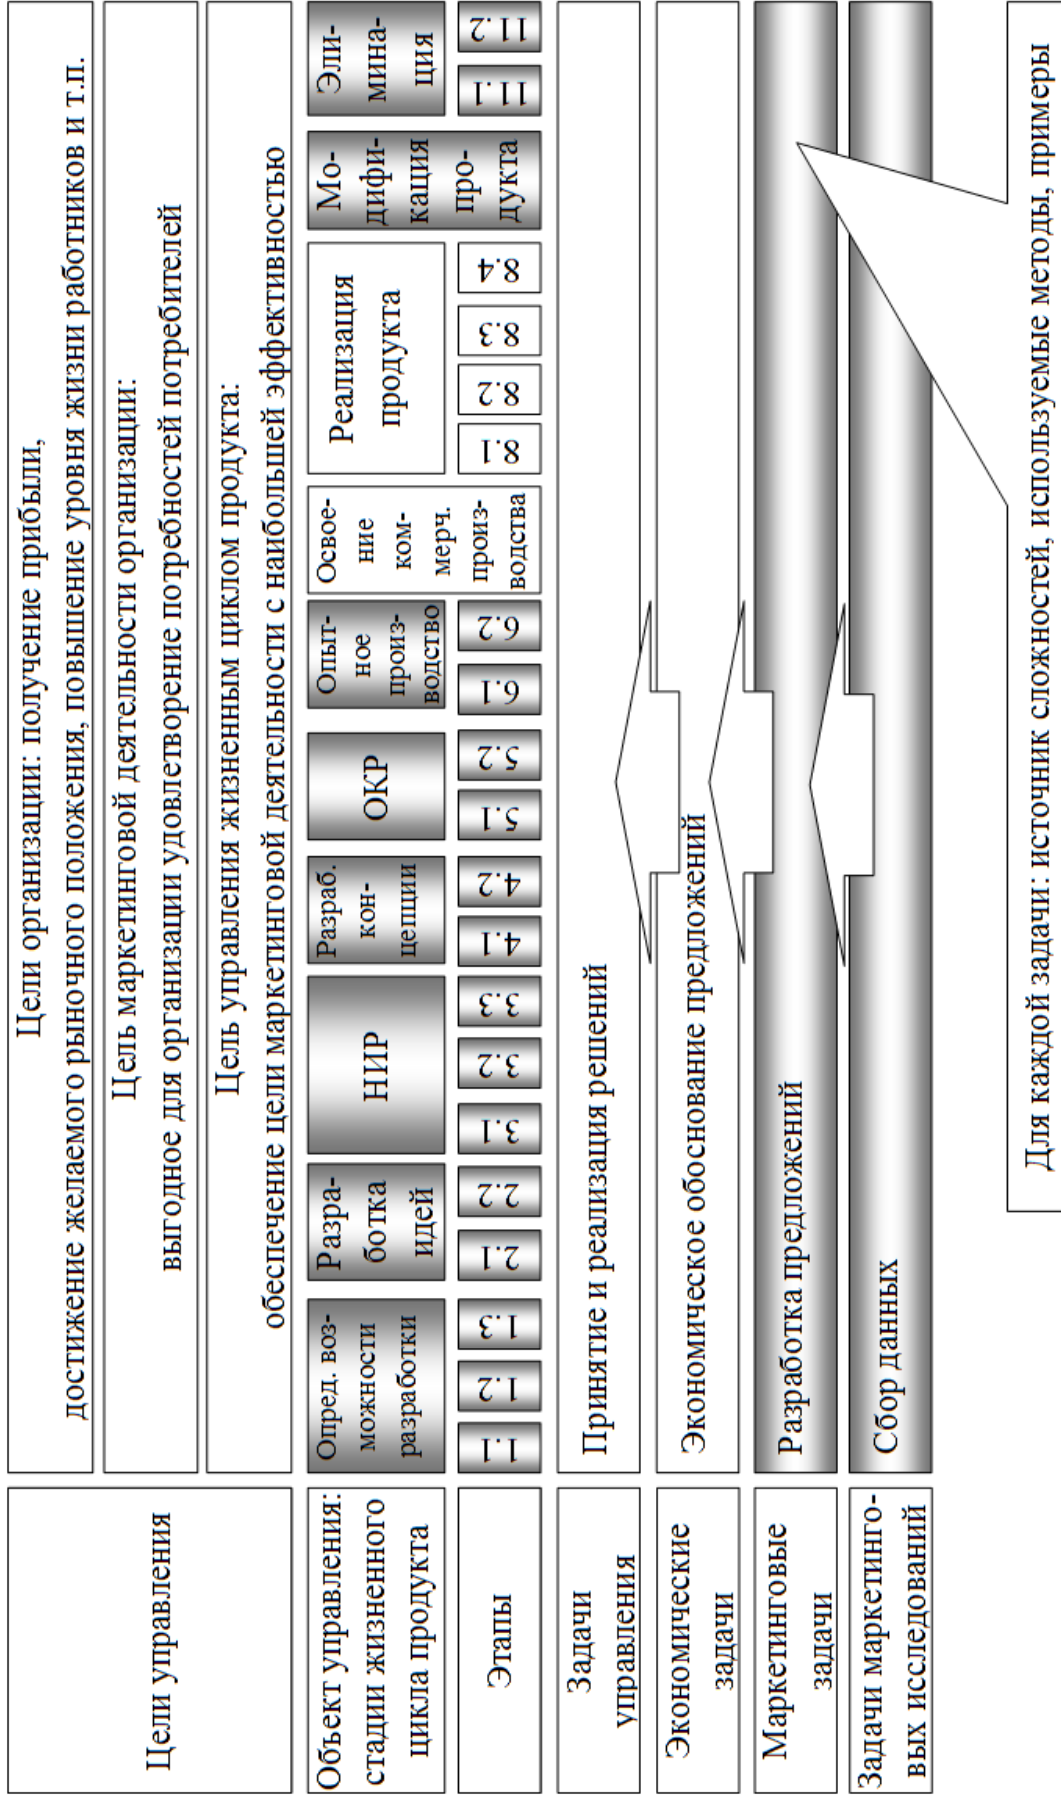 Цели управления
Цели организации: получение прибыли,
достижение желаемого рыночного положения, повышение уровня жизни работников и т.п.
Цель маркетинговой деятельности организации:
выгодное для организации удовлетворение потребностей потребителей
Цель управления жизненным циклом продукта:
обеспечение цели маркетинговой деятельности с наибольшей эффективностью
Объект управления:
стадии жизненного
цикла продукта
Опред. воз-
можности
разработки
Разра-
ботка
идей
НИР
Разраб.
кон-
цепции
ОКР
Опыт-
ное
произ-
водство
Освое-
ние
ком-
мерч.
произ-
водства
Реализация
продукта
Мо-
дифи-
кация
про-
дукта
Эли-
мина-
ция
Этапы
1.1
1.2
1.3
2.1
2.2
3.1
3.2
3.3
4.1
4.2
5.1
5.2
6.1
6.2
8.1
8.2
8.3
8.4
11.1
11.2
Задачи
управления
Принятие и реализация решений
Экономические
задачи
Экономическое обоснование предложений
Маркетинговые
задачи
Разработка предложений
Задачи маркетинго-
вых исследований
Сбор данных
Для каждой задачи: источник сложностей, используемые методы, примеры